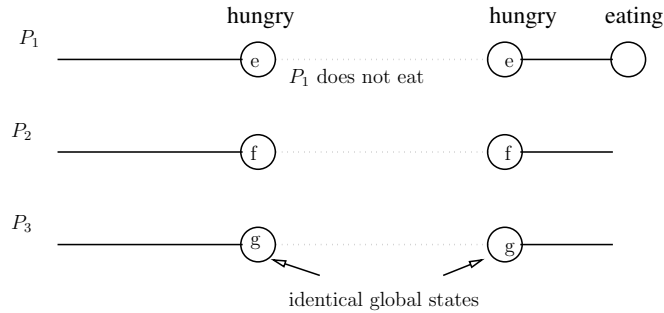 hungry hungry eating
P₁
e e
P₁ does not eat
P₂
f f
P₃
g g
identical global states